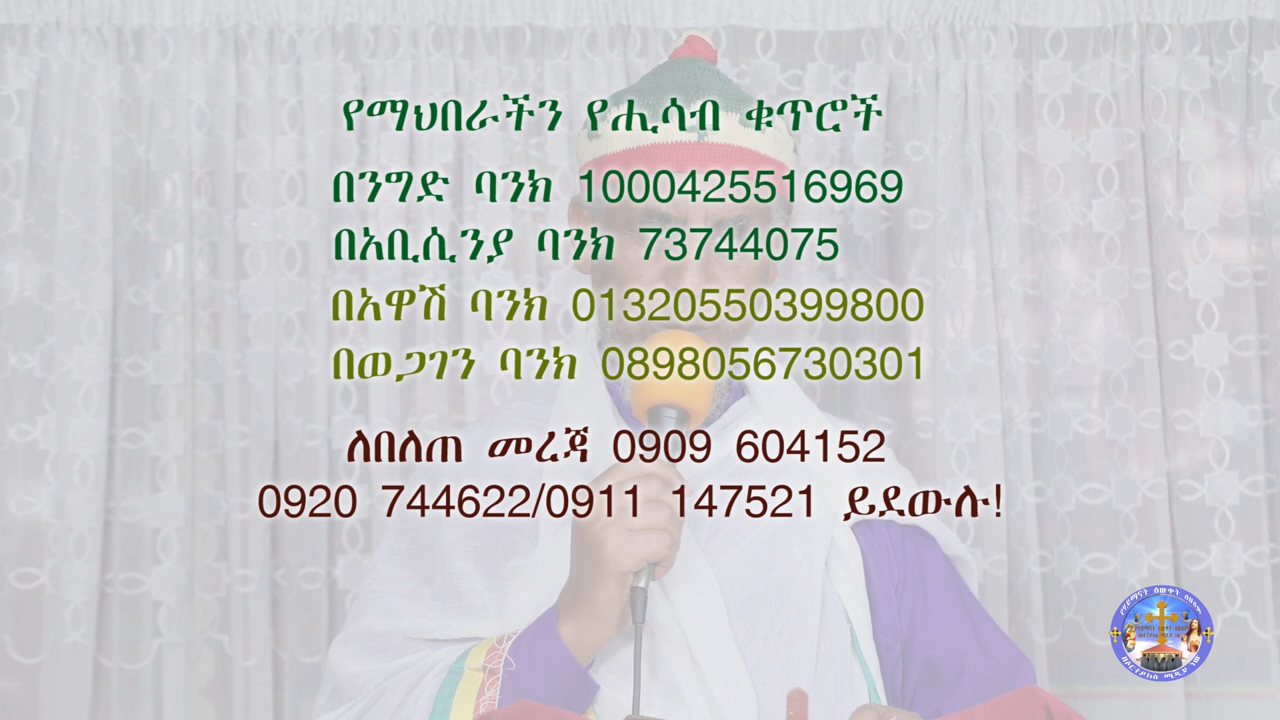 የማህበራችን የሒሳብ ቁጥሮች
በንግድ ባንክ 1000425516969
በአቢሲንያ ባንክ 73744075
በአዋሽ ባንክ 01320550399800
በወጋገን ባንክ 0898056730301
ለበለጠ መረጃ 0909 604152
0920 744622/0911 147521 ይደውሉ!